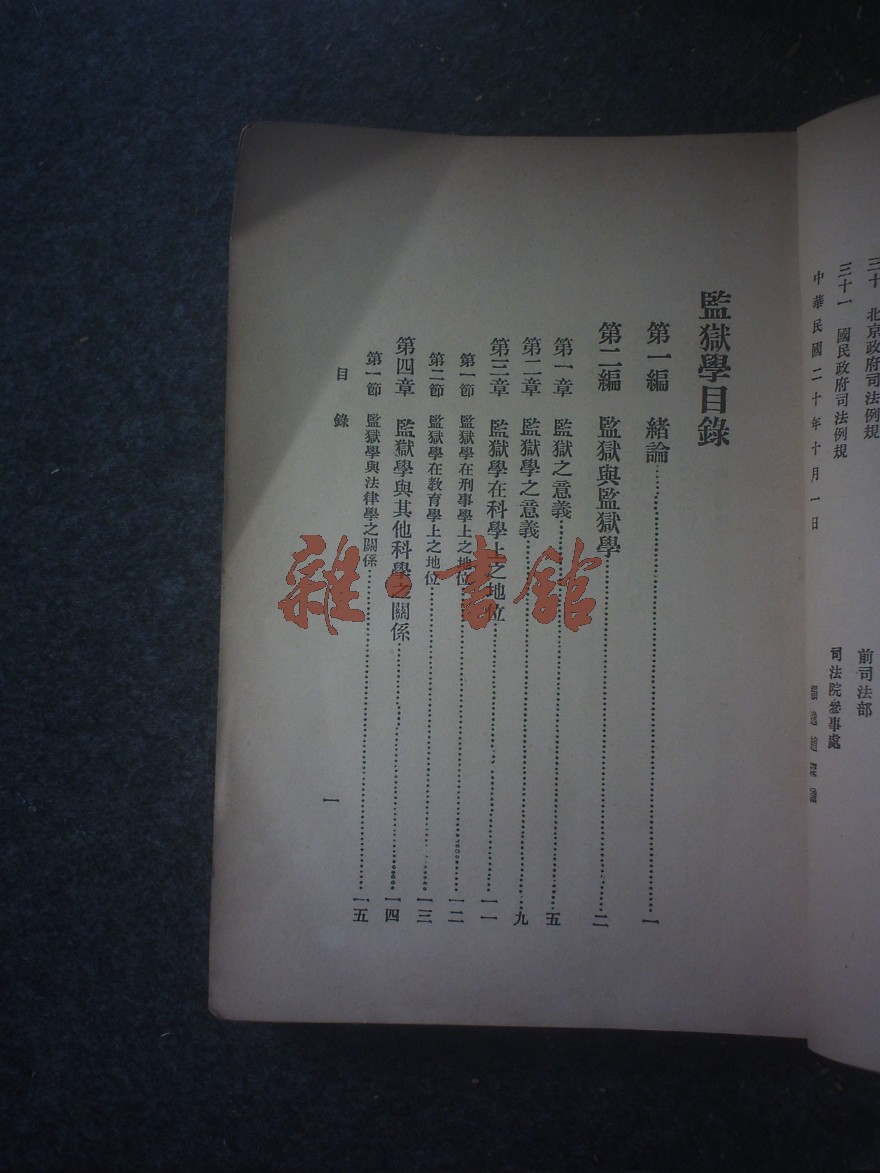 三十　北京政府司法例規
前司法部
三十一　國民政府司法例規
司法院參事處
中華民國二十年十月一日
監獄學目錄
第一編　緒論……一
第二編　監獄與監獄學……二
第一章　監獄之意義……五
第二章　監獄學之意義……九
第三章　監獄學在科學上之地位……一一
第一節　監獄學在刑事學上之地位……一二
第二節　監獄學在教育學上之地位……一三
第四章　監獄學與其他科學之關係……一四
第一節　監獄學與法律學之關係……一五
目錄
一
雜·書館